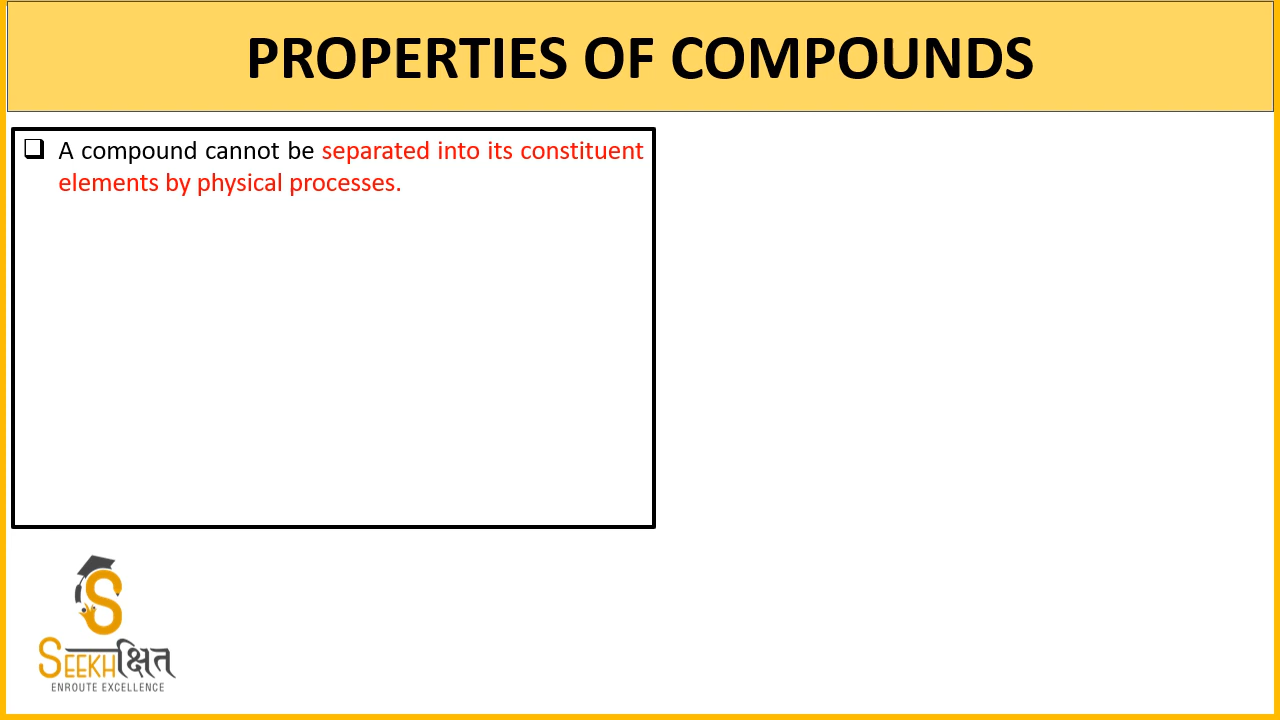 PROPERTIES OF COMPOUNDS
❑ A compound cannot be separated into its constituent
elements by physical processes.
S
SEEKHक्षित
ENROUTE EXCELLENCE